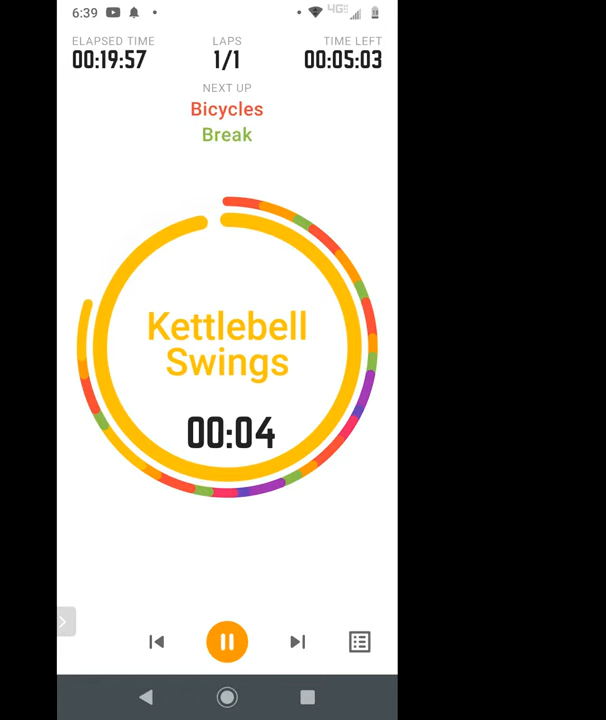 6:39
4G
ELAPSED TIME LAPS TIME LEFT
00:19:57 1/1 00:05:03
NEXT UP
Bicycles
Break
Kettlebell
Swings
00:04